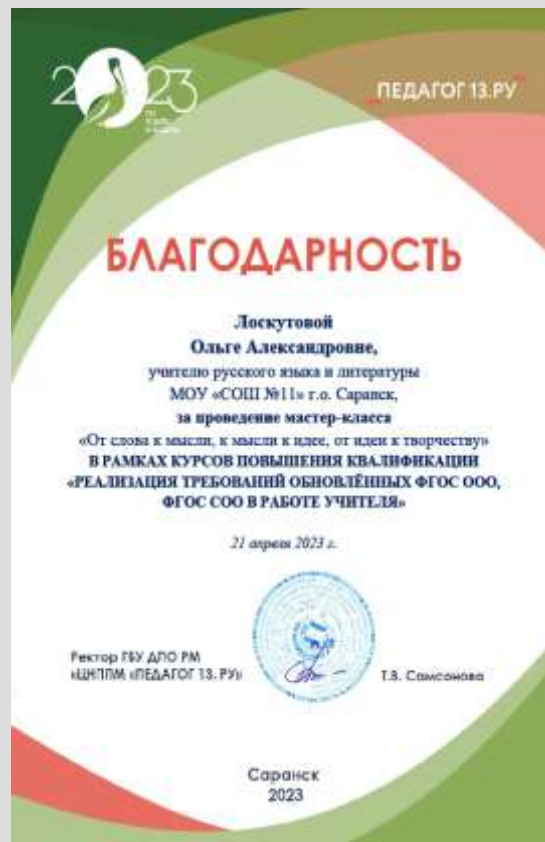 2023
ПЕДАГОГ 13.РУ
БЛАГОДАРНОСТЬ
Лоскутовой
Ольге Александровне,
учителю русского языка и литературы
МОУ «СОШ №11» г.о. Саранск,
за проведение мастер-класса
«От слова к мысли, к мысли к идее, от идеи к творчеству»
В РАМКАХ КУРСОВ ПОВЫШЕНИЯ КВАЛИФИКАЦИИ
«РЕАЛИЗАЦИЯ ТРЕБОВАНИЙ ОБНОВЛЁННЫХ ФГОС ООО,
ФГОС СОО В РАБОТЕ УЧИТЕЛЯ»
21 апреля 2023 г.
Ректор ГБУ ДПО РМ
«ЦНППМ «ПЕДАГОГ 13. РУ»
Т.В. Самсонова
Саранск
2023